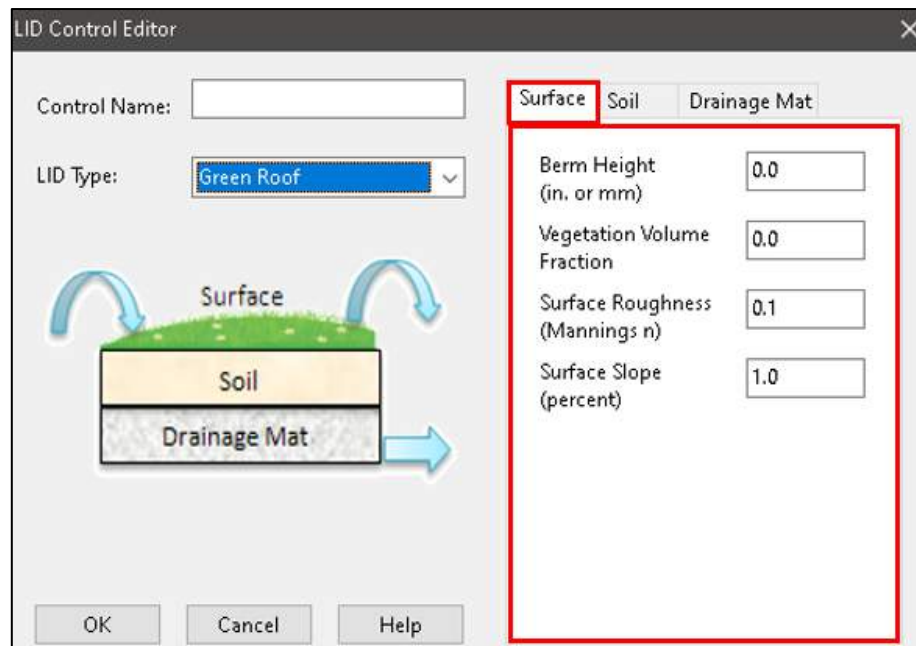 LID Control Editor
Control Name:
LID Type:
Green Roof
Surface
Soil
Drainage Mat
OK
Cancel
Help
Surface
Soil
Drainage Mat
Berm Height
(in. or mm)
0.0
Vegetation Volume
Fraction
0.0
Surface Roughness
(Mannings n)
0.1
Surface Slope
(percent)
1.0